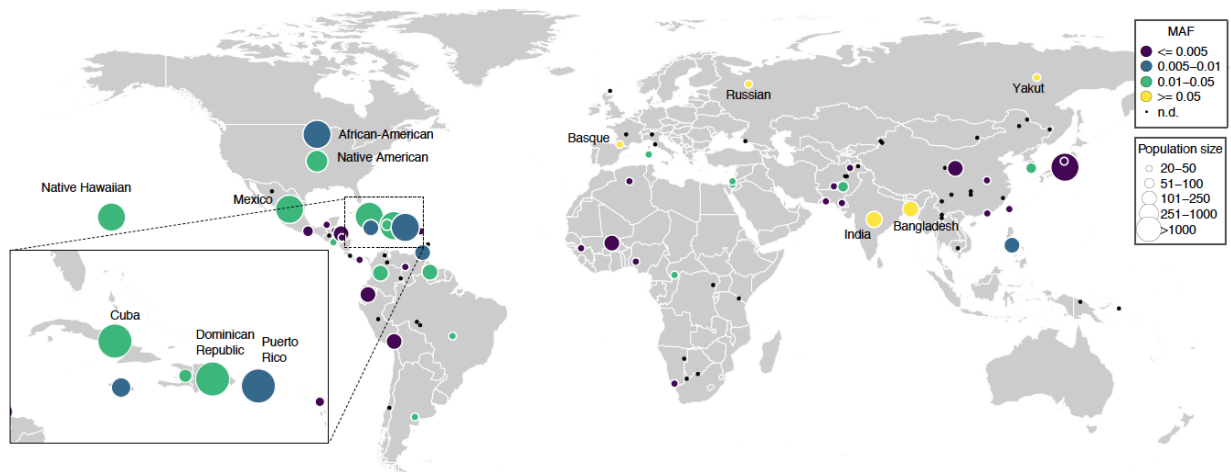 MAF
<= 0.005
0.005–0.01
0.01–0.05
>= 0.05
n.d.
Population size
20–50
51–100
101–250
251–1000
>1000
Russian
Yakut
Basque
African-American
Native American
Native Hawaiian
Mexico
India
Bangladesh
Cuba
Dominican
Republic
Puerto
Rico